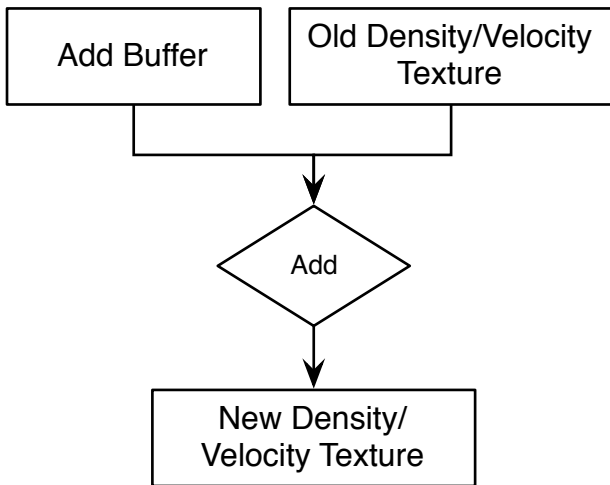 Add Buffer
Old Density/Velocity
Texture
Add
New Density/
Velocity Texture